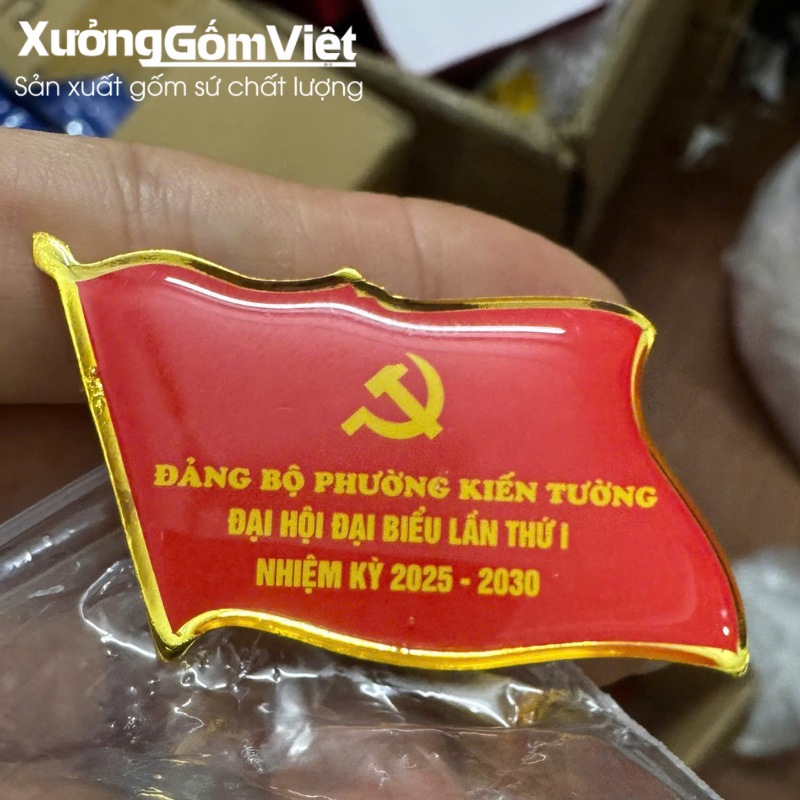 XưởngGốmViệt
Sản xuất gốm sứ chất lượng
ĐẢNG BỘ PHƯỜNG KIẾN TƯỜNG
ĐẠI HỘI ĐẠI BIỂU LẦN THỨ I
NHIỆM KỲ 2025 - 2030